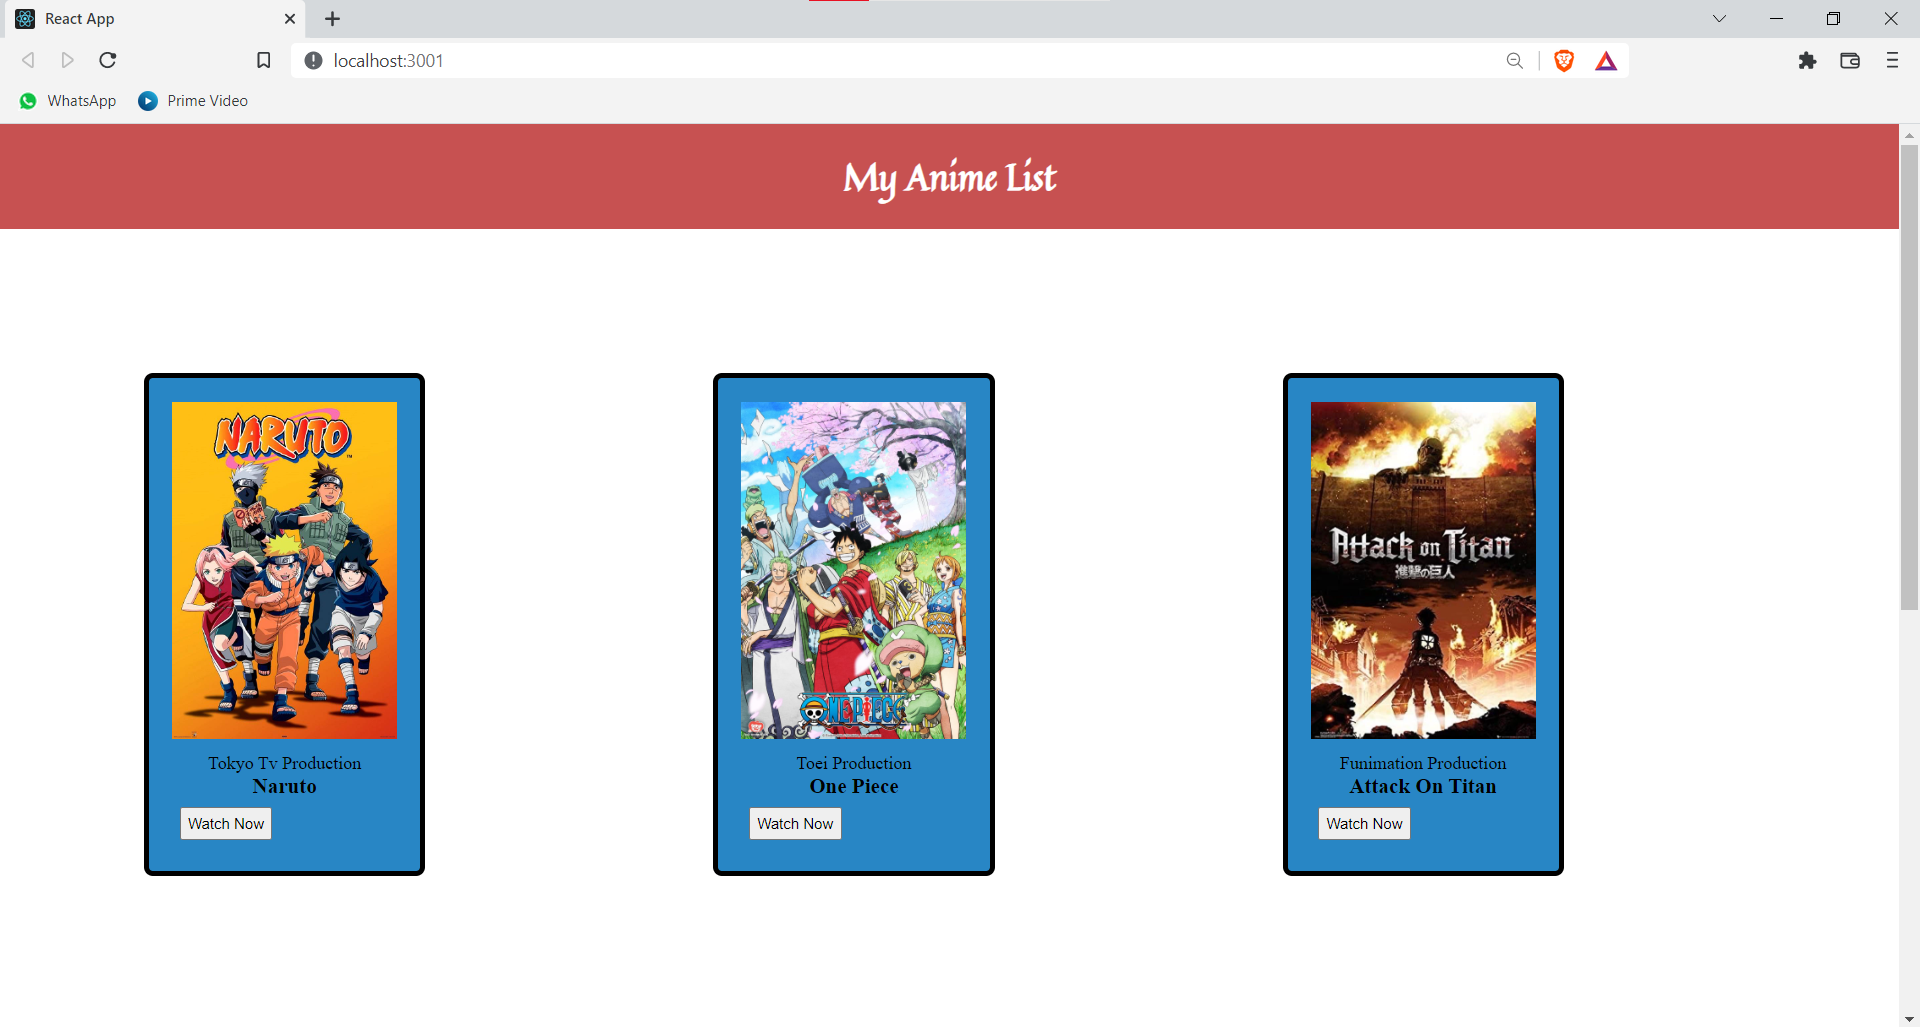 React App
localhost:3001
WhatsApp
Prime Video
My Anime List
NARUTO
TM
ONE PIECE
Attack on Titan
進撃の巨人
Tokyo Tv Production
Naruto
Watch Now
Toei Production
One Piece
Watch Now
Funimation Production
Attack On Titan
Watch Now